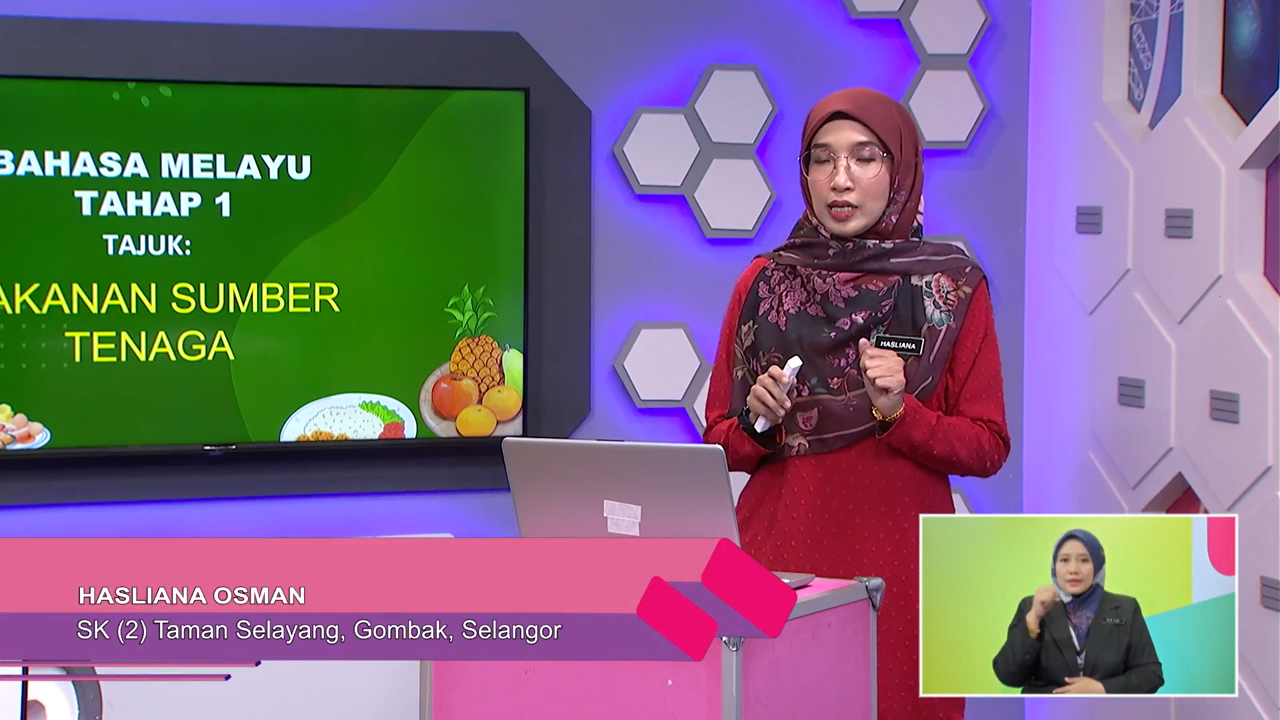 BAHASA MELAYU
TAHAP 1
TAJUK:
AKANAN SUMBER
TENAGA
HASLIANA
HASLIANA OSMAN
SK (2) Taman Selayang, Gombak, Selangor